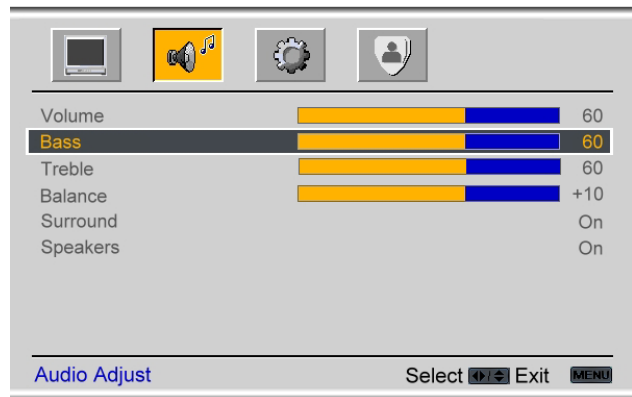 Volume 60
Bass 60
Treble 60
Balance +10
Surround On
Speakers On
Audio Adjust Select Exit MENU